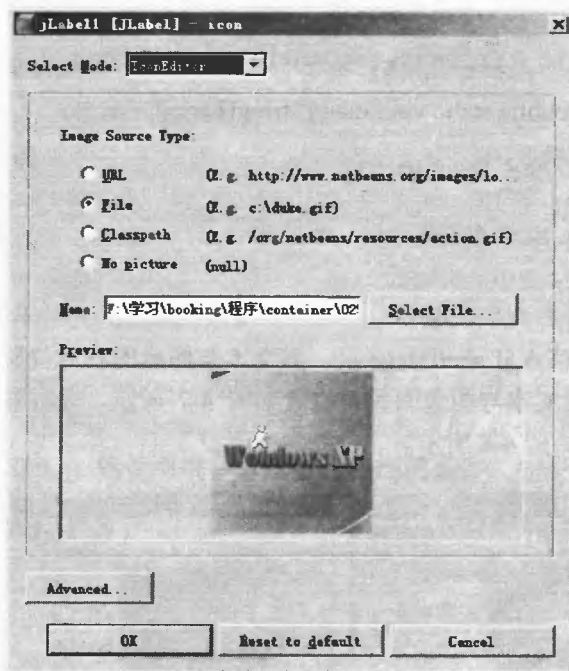 jLabel1 [JLabel] - icon
Select Mode: IconEditor
Image Source Type:
URL (E.g. http://www.netbeans.org/images/lo...
File (E.g. c:\duke.gif)
Classpath (E.g. /org/netbeans/resources/action.gif)
No picture (null)
Name: F:\学习\booking\程序\container\02
Select File...
Preview:
XP
Advanced...
OK
Reset to default
Cancel